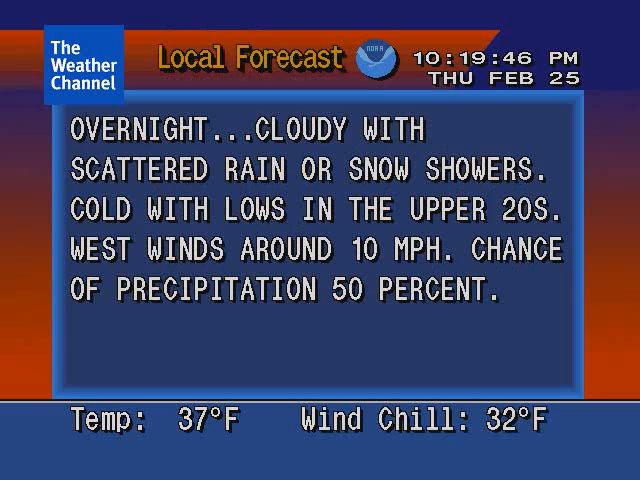 The
Weather
Channel
Local Forecast
NOAA
10:19:46 PM
THU FEB 25
OVERNIGHT...CLOUDY WITH
SCATTERED RAIN OR SNOW SHOWERS.
COLD WITH LOWS IN THE UPPER 20S.
WEST WINDS AROUND 10 MPH. CHANCE
OF PRECIPITATION 50 PERCENT.
Temp: 37°F Wind Chill: 32°F